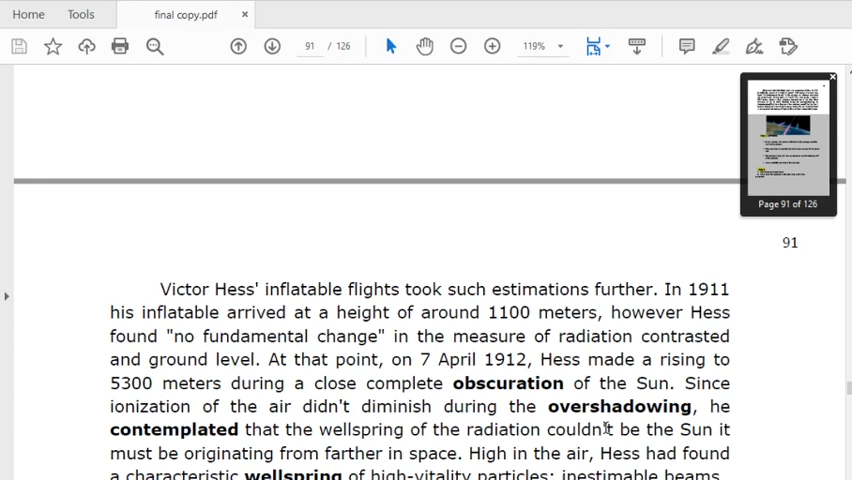 Home Tools final copy.pdf ×
91 / 126 119%
Page 91 of 126
91
Victor Hess' inflatable flights took such estimations further. In 1911
his inflatable arrived at a height of around 1100 meters, however Hess
found "no fundamental change" in the measure of radiation contrasted
and ground level. At that point, on 7 April 1912, Hess made a rising to
5300 meters during a close complete obscuration of the Sun. Since
ionization of the air didn't diminish during the overshadowing, he
contemplated that the wellspring of the radiation couldn't be the Sun it
must be originating from farther in space. High in the air, Hess had found
a characteristic wellspring of high-vitality particles: inestimable beams.